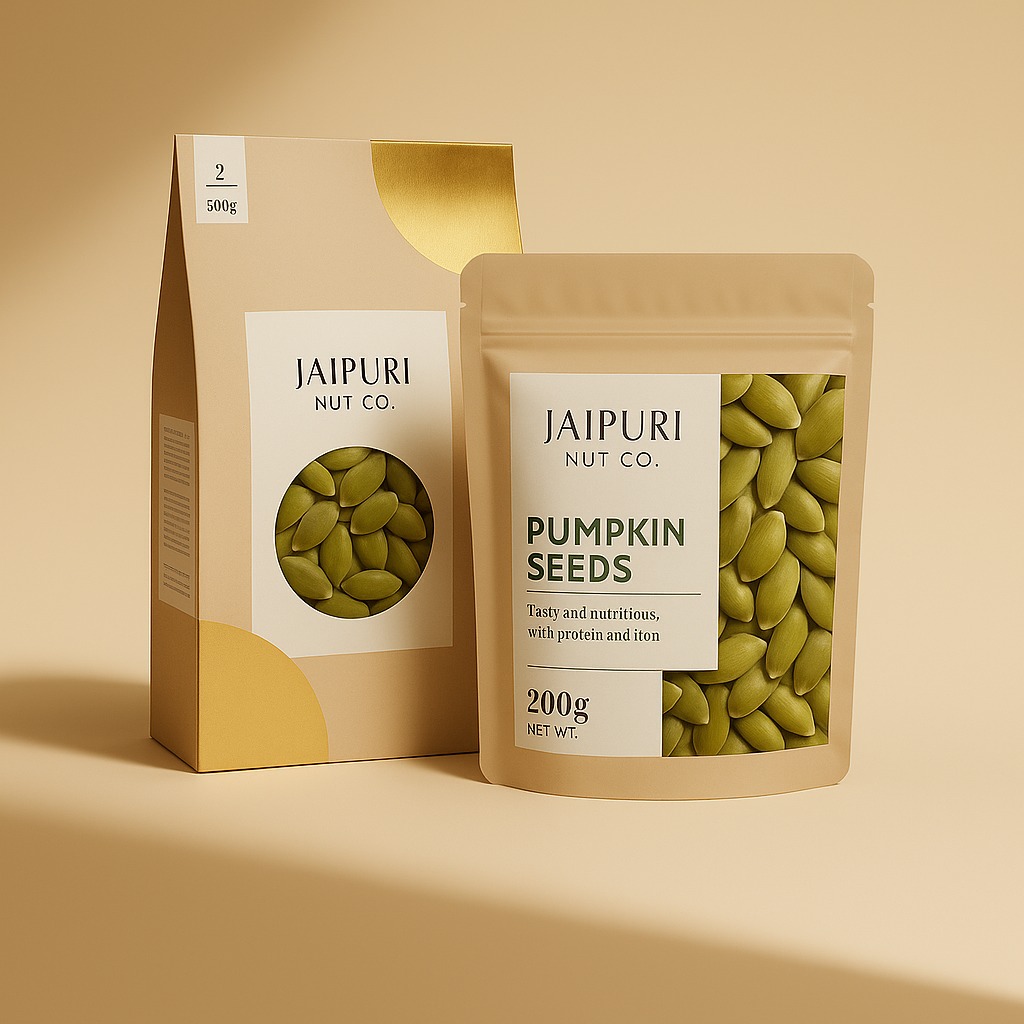 2
500g
JAIPURI
NUT CO.
JAIPURI
NUT CO.
PUMPKIN
SEEDS
Tasty and nutritious,
with protein and iton
200g
NET WT.